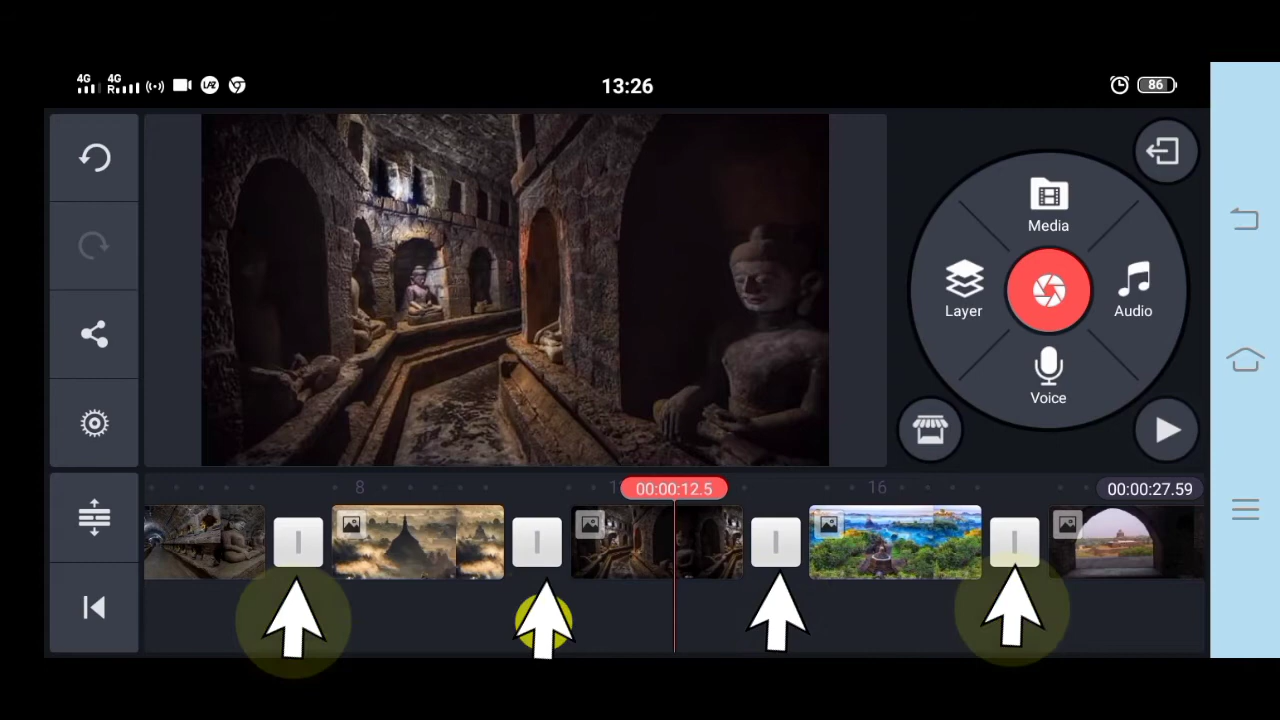 4G 4G
R
LAZ
13:26
86
Media
Layer
Audio
Voice
8
00:00:12.5
16
00:00:27.59